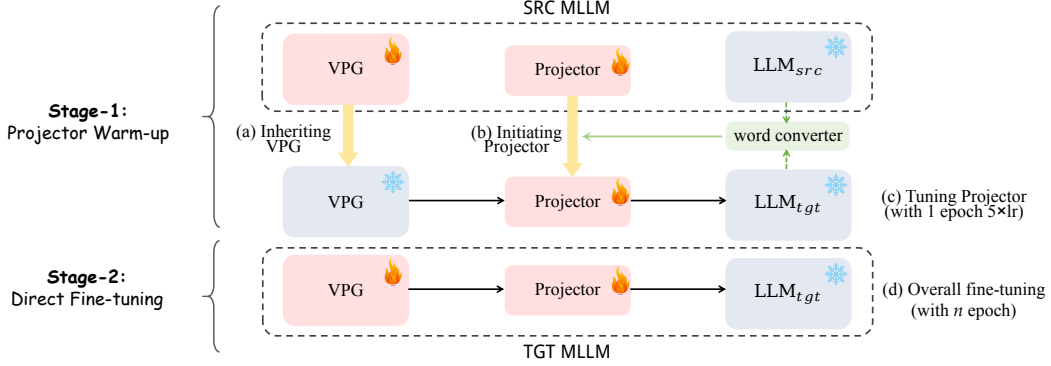 SRC MLLM
VPG
Projector
LLM_src
Stage-1:
Projector Warm-up
(a) Inheriting
VPG
(b) Initiating
Projector
word converter
VPG
Projector
LLM_tgt
(c) Tuning Projector
(with 1 epoch 5×lr)
Stage-2:
Direct Fine-tuning
VPG
Projector
LLM_tgt
(d) Overall fine-tuning
(with n epoch)
TGT MLLM